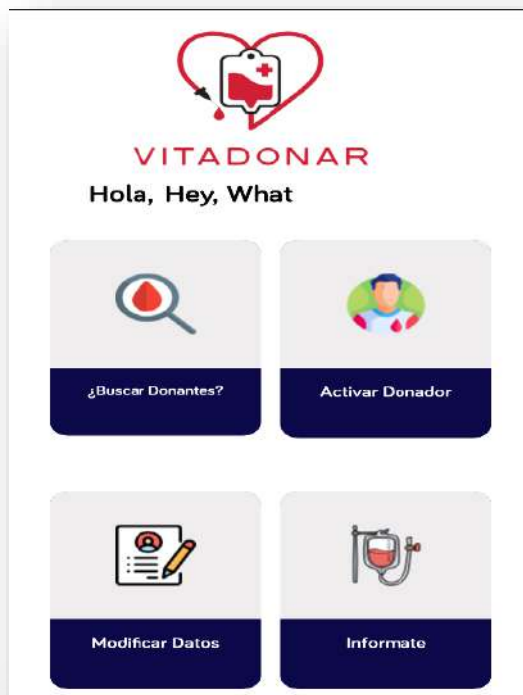 VITADONAR
Hola, Hey, What
¿Buscar Donantes?
Activar Donador
Modificar Datos
Informate